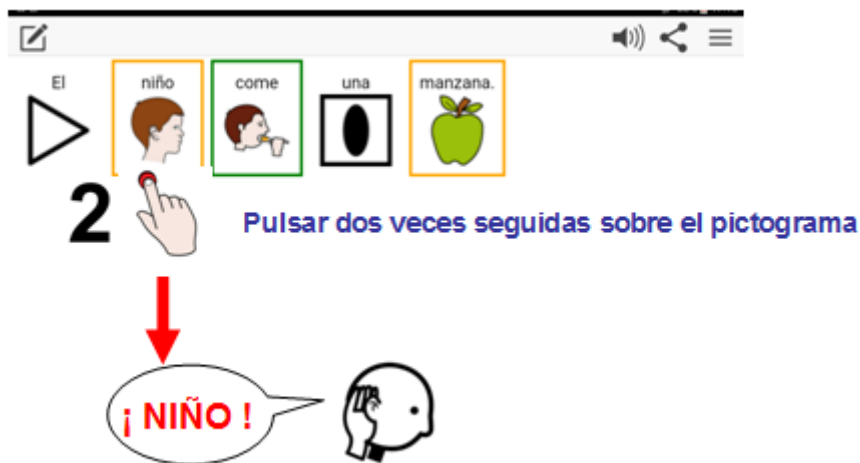 El niño come una manzana.
2 Pulsar dos veces seguidas sobre el pictograma
¡ NIÑO !